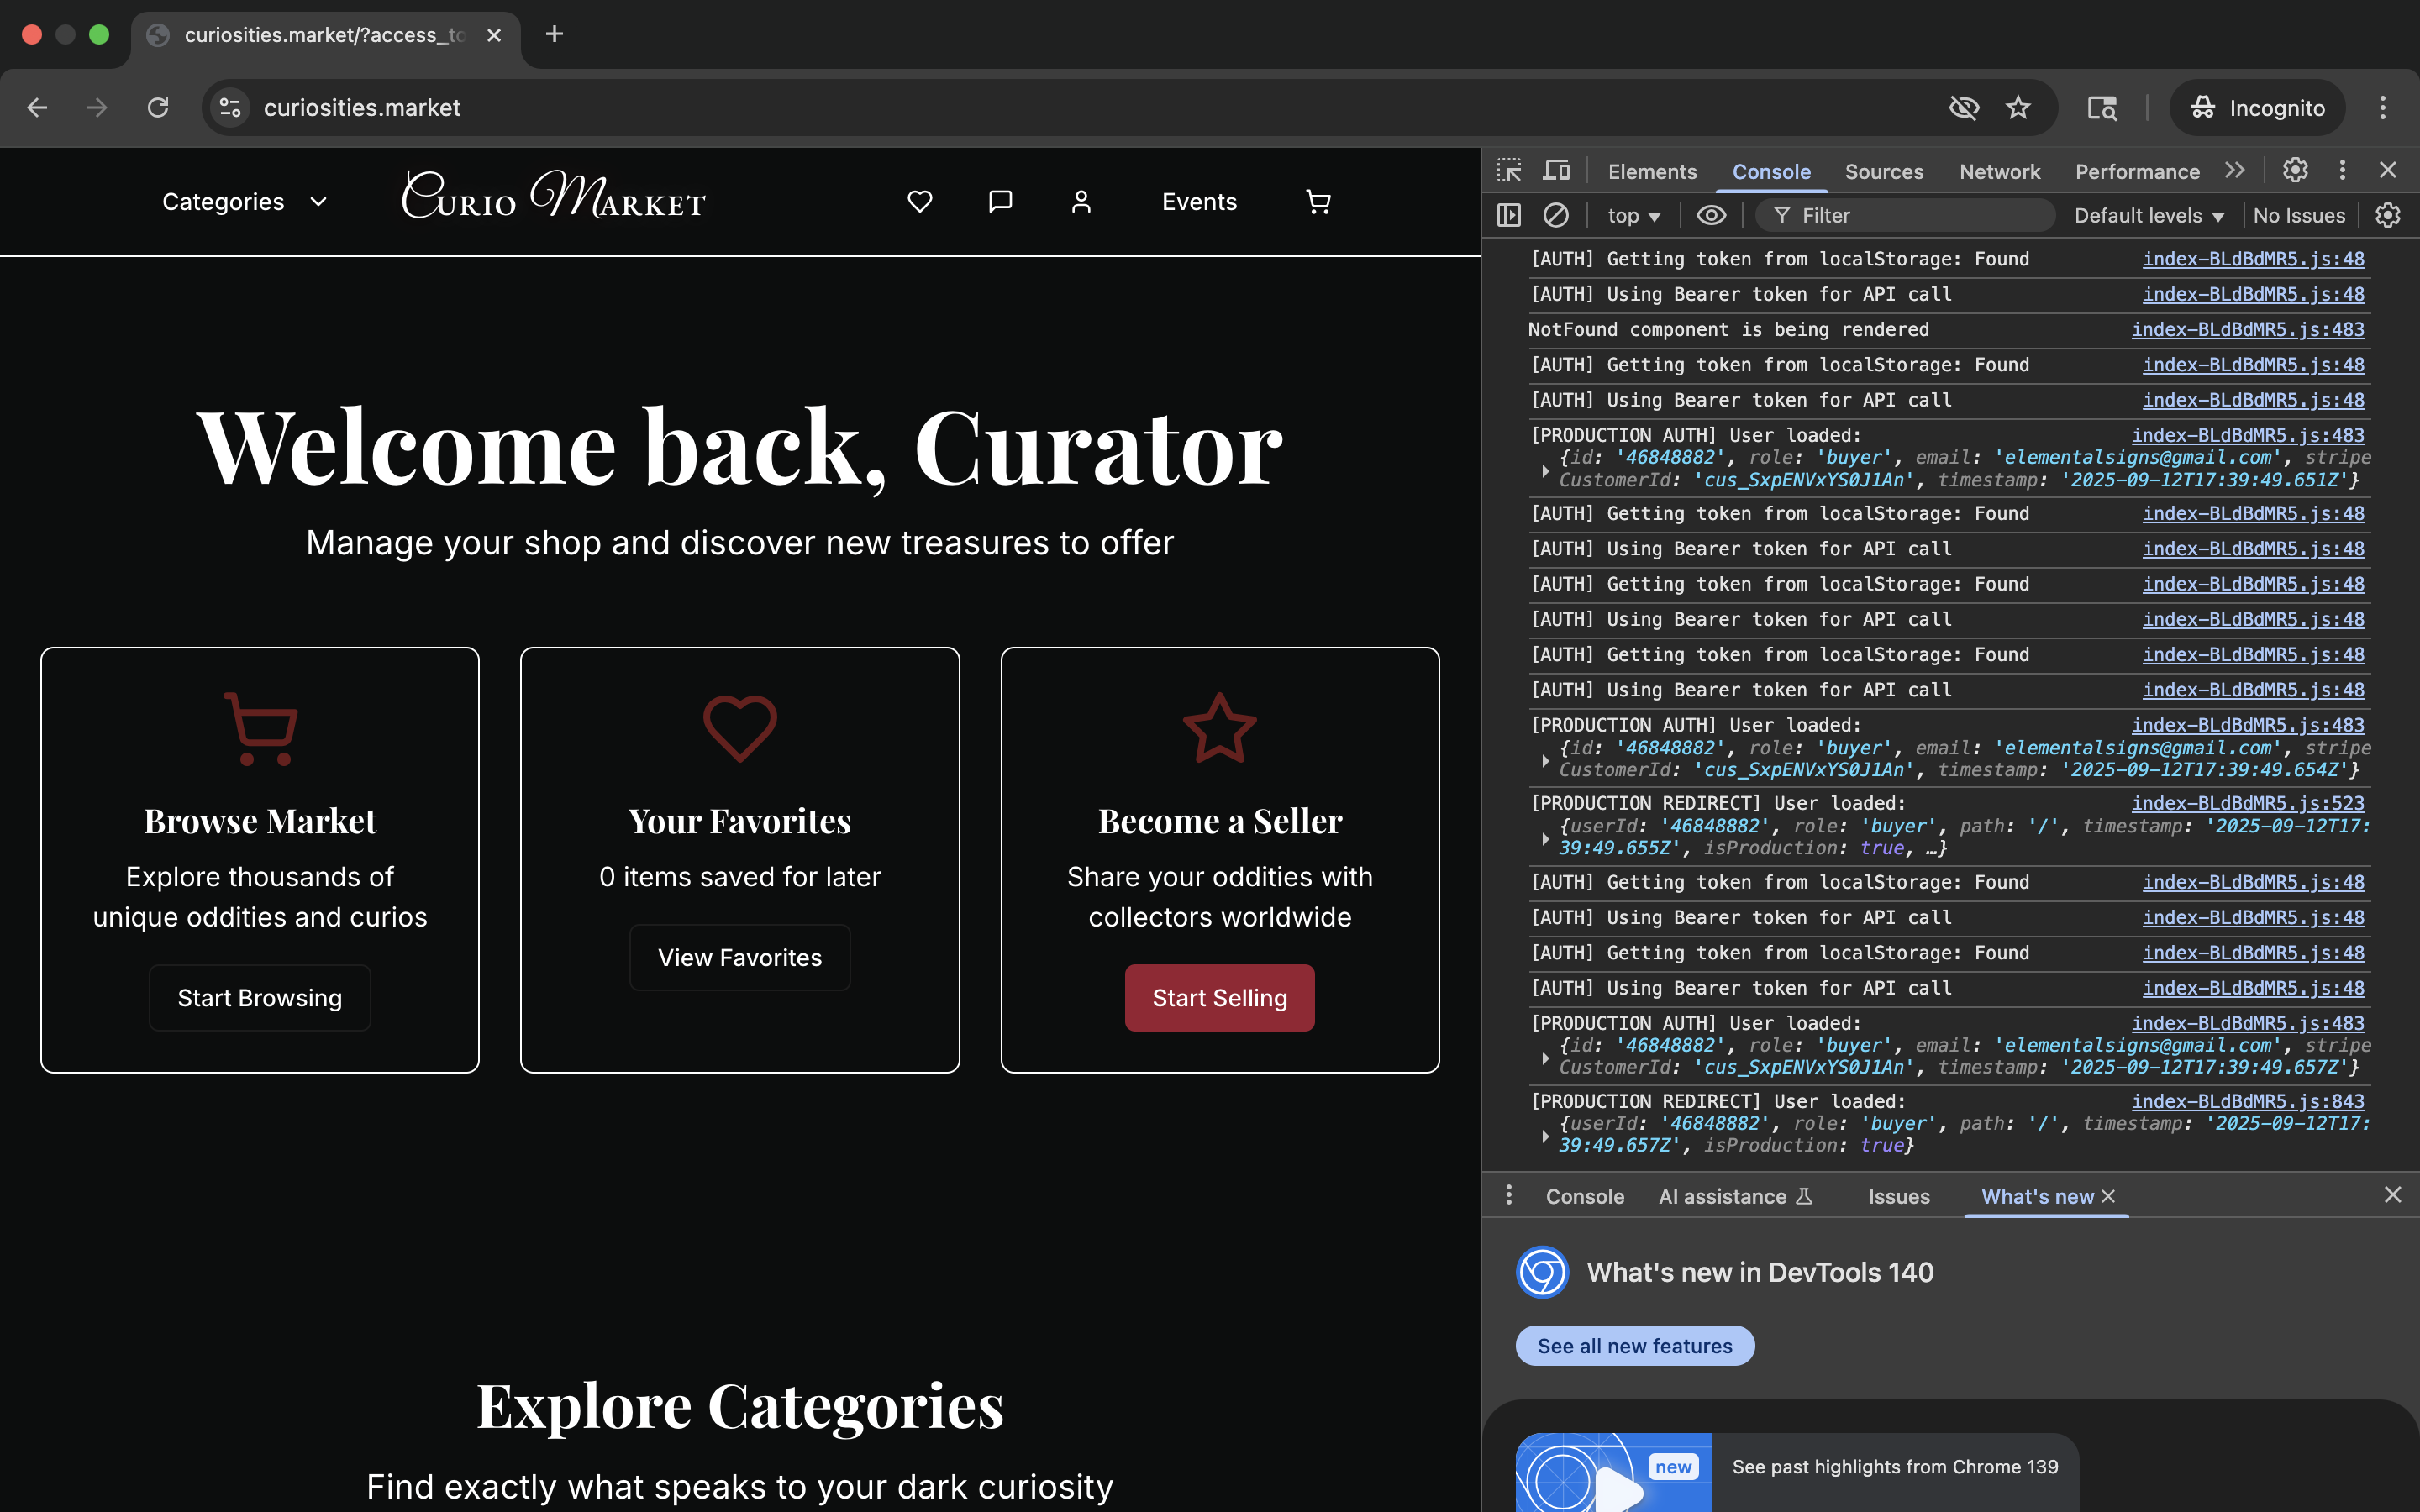 curiosities.market/?access_to
curiosities.market
Incognito
Categories
Curio Market
Events
Welcome back, Curator
Manage your shop and discover new treasures to offer
Browse Market
Explore thousands of
unique oddities and curios
Start Browsing
Your Favorites
0 items saved for later
View Favorites
Become a Seller
Share your oddities with
collectors worldwide
Start Selling
Explore Categories
Find exactly what speaks to your dark curiosity
Elements Console Sources Network Performance
top Filter Default levels No Issues
[AUTH] Getting token from localStorage: Found index-BLdBdMR5.js:48
[AUTH] Using Bearer token for API call index-BLdBdMR5.js:48
NotFound component is being rendered index-BLdBdMR5.js:483
[AUTH] Getting token from localStorage: Found index-BLdBdMR5.js:48
[AUTH] Using Bearer token for API call index-BLdBdMR5.js:48
[PRODUCTION AUTH] User loaded: index-BLdBdMR5.js:483
{id: '46848882', role: 'buyer', email: 'elementalsigns@gmail.com', stripe
CustomerId: 'cus_SxpENVxYS0J1An', timestamp: '2025-09-12T17:39:49.651Z'}
[AUTH] Getting token from localStorage: Found index-BLdBdMR5.js:48
[AUTH] Using Bearer token for API call index-BLdBdMR5.js:48
[AUTH] Getting token from localStorage: Found index-BLdBdMR5.js:48
[AUTH] Using Bearer token for API call index-BLdBdMR5.js:48
[AUTH] Getting token from localStorage: Found index-BLdBdMR5.js:48
[AUTH] Using Bearer token for API call index-BLdBdMR5.js:48
[PRODUCTION AUTH] User loaded: index-BLdBdMR5.js:483
{id: '46848882', role: 'buyer', email: 'elementalsigns@gmail.com', stripe
CustomerId: 'cus_SxpENVxYS0J1An', timestamp: '2025-09-12T17:39:49.654Z'}
[PRODUCTION REDIRECT] User loaded: index-BLdBdMR5.js:523
{userId: '46848882', role: 'buyer', path: '/', timestamp: '2025-09-12T17:
39:49.655Z', isProduction: true, …}
[AUTH] Getting token from localStorage: Found index-BLdBdMR5.js:48
[AUTH] Using Bearer token for API call index-BLdBdMR5.js:48
[AUTH] Getting token from localStorage: Found index-BLdBdMR5.js:48
[AUTH] Using Bearer token for API call index-BLdBdMR5.js:48
[PRODUCTION AUTH] User loaded: index-BLdBdMR5.js:483
{id: '46848882', role: 'buyer', email: 'elementalsigns@gmail.com', stripe
CustomerId: 'cus_SxpENVxYS0J1An', timestamp: '2025-09-12T17:39:49.657Z'}
[PRODUCTION REDIRECT] User loaded: index-BLdBdMR5.js:843
{userId: '46848882', role: 'buyer', path: '/', timestamp: '2025-09-12T17:
39:49.657Z', isProduction: true}
Console AI assistance Issues What's new
What's new in DevTools 140
See all new features
new
See past highlights from Chrome 139